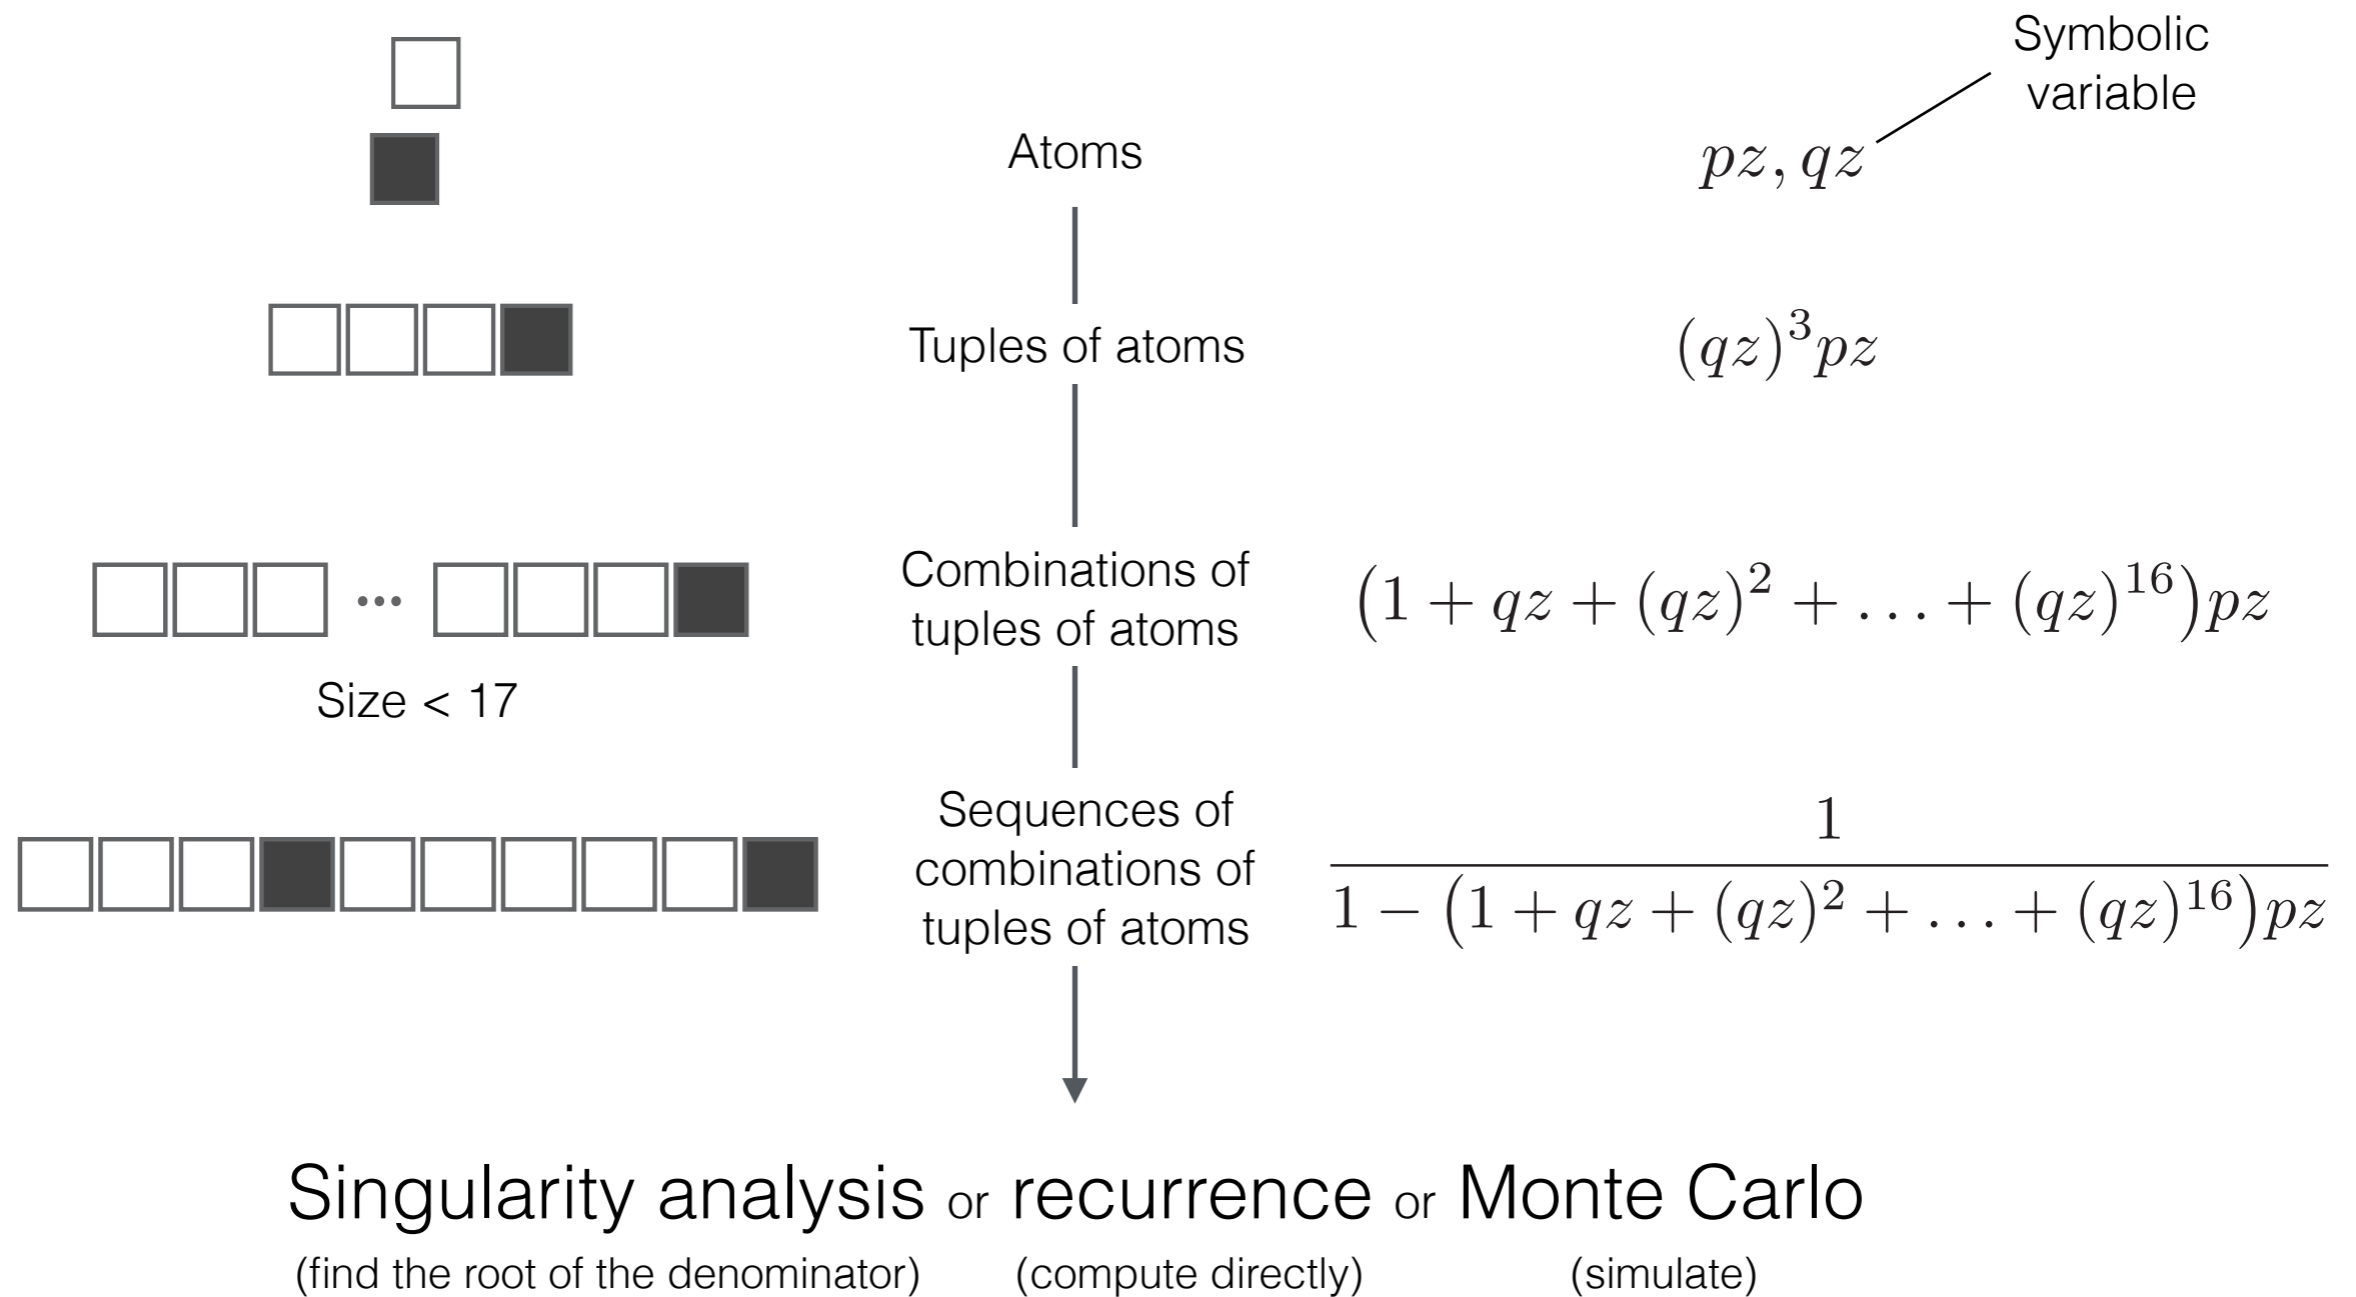 Symbolic
variable
Atoms
pz, qz
Tuples of atoms
(qz)³pz
Combinations of
tuples of atoms
(1 + qz + (qz)² + … + (qz)¹⁶)pz
Size < 17
Sequences of
combinations of
tuples of atoms
1
1 − (1 + qz + (qz)² + … + (qz)¹⁶)pz
Singularity analysis or recurrence or Monte Carlo
(find the root of the denominator) (compute directly) (simulate)